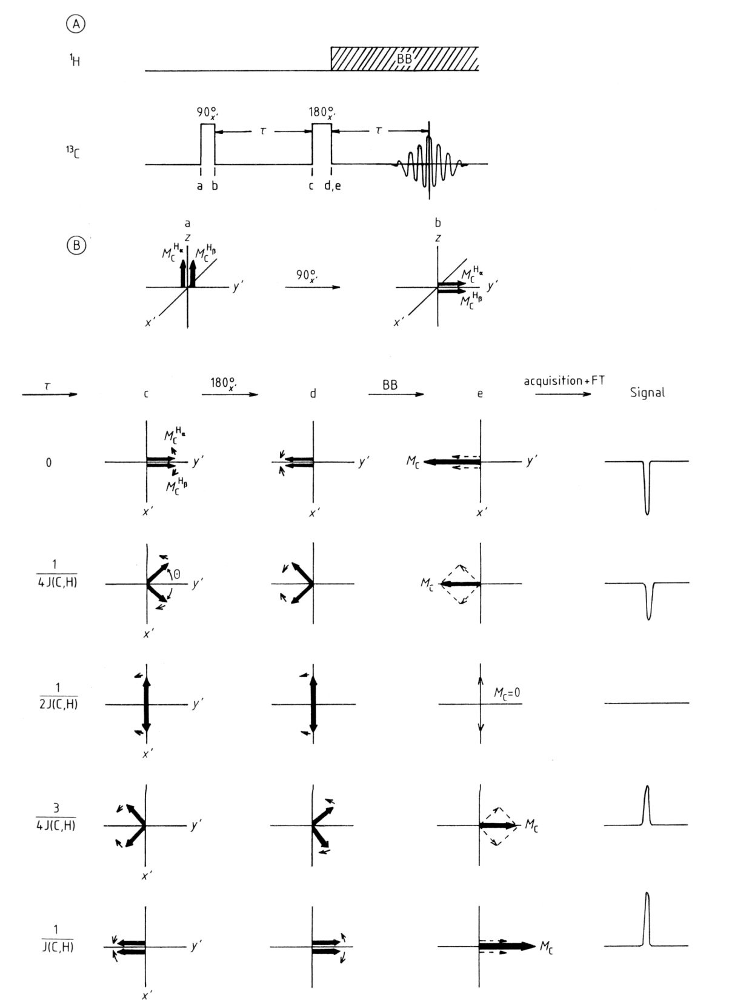 A
¹H
BB
90°ₓ′ 180°ₓ′
τ τ
¹³C
a b c d,e
a b
B
z z
M_C^Hα M_C^Hβ
90°ₓ′
M_C^Hα
y′ y′
M_C^Hβ
x′ x′
τ c 180°ₓ′ d BB e acquisition+FT Signal
M_C^Hα
0 y′ y′ M_C y′
M_C^Hβ
x′ x′ x′
1/4J(C,H) Θ y′ M_C
x′
1/2J(C,H) y′ M_C=0
x′
3/4J(C,H) y′ M_C
x′
1/J(C,H) y′ M_C
x′